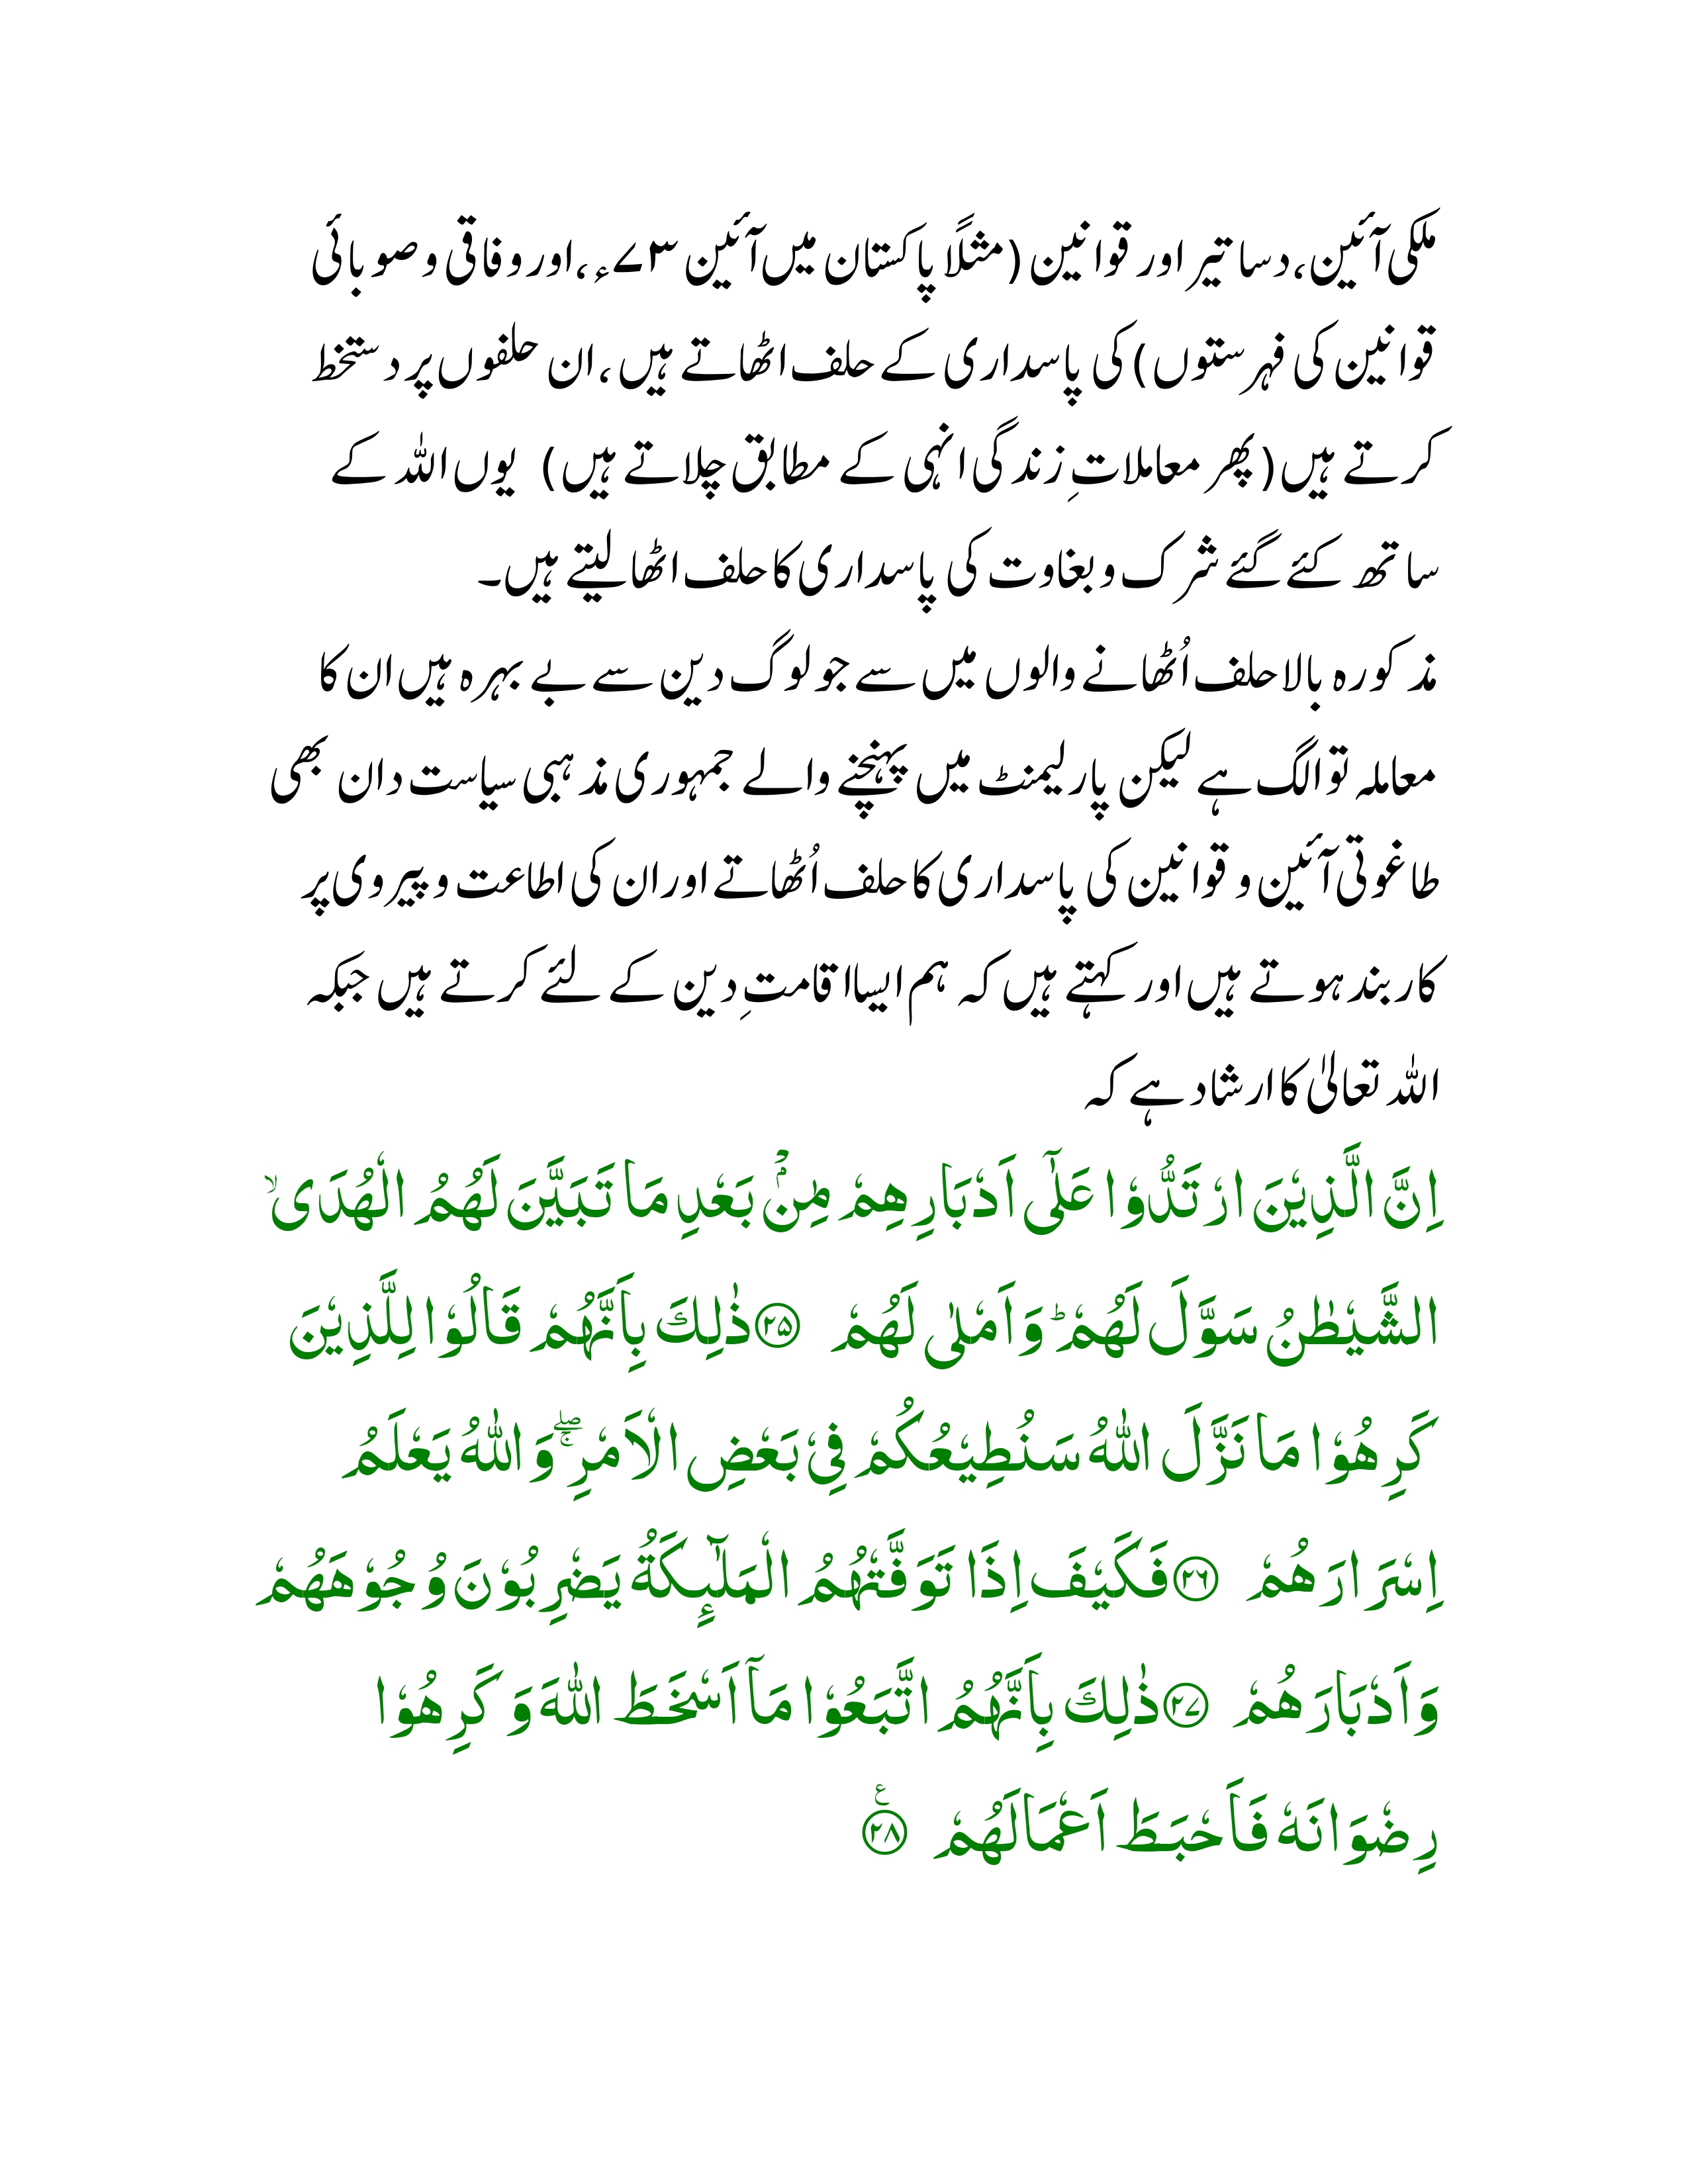 ملکی آئین، دساتیر اور قوانین (مثلًا پاکستان میں آئین ۷۳ء، اور وفاقی و صوبائی
قوانین کی فہرستوں) کی پاسداری کے حلف اٹھاتے ہیں، ان حلفوں پر دستخط
کرتے ہیں (پھر معاملاتِ زندگی انہی کے مطابق چلاتے ہیں) یوں اللہ کے
ساتھ کئے گئے شرک و بغاوت کی پاسداری کا حلف اٹھا لیتے ہیں۔
مذکورہ بالا حلف اُٹھانے والوں میں سے جو لوگ دین سے بے بہرہ ہیں ان کا
معاملہ تو الگ ہے لیکن پارلیمنٹ میں پہنچنے والے جمہوری مذہبی سیاست دان بھی
طاغوتی آئین و قوانین کی پاسداری کا حلف اُٹھاتے اور ان کی اطاعت و پیروی پر
کاربند ہوتے ہیں اور کہتے ہیں کہ ہم ایسا اقامتِ دین کے لئے کرتے ہیں جبکہ
اللہ تعالیٰ کا ارشاد ہے کہ
اِنَّ الَّذِيْنَ ارْتَدُّوْا عَلٰٓى اَدْبَارِهِمْ مِّنْۢ بَعْدِ مَا تَبَيَّنَ لَهُمُ الْهُدَى ۙ
الشَّيْطٰنُ سَوَّلَ لَهُمْ ۭ وَاَمْلٰى لَهُمْ ۝۲۵ ذٰلِكَ بِاَنَّهُمْ قَالُوْا لِلَّذِيْنَ
كَرِهُوْا مَا نَزَّلَ اللّٰهُ سَنُطِيْعُكُمْ فِيْ بَعْضِ الْاَمْرِ ښ وَاللّٰهُ يَعْلَمُ
اِسْرَارَهُمْ ۝۲۶ فَكَيْفَ اِذَا تَوَفَّتْهُمُ الْمَلٰۗىِٕكَةُ يَضْرِبُوْنَ وُجُوْهَهُمْ
وَاَدْبَارَهُمْ ۝۲۷ ذٰلِكَ بِاَنَّهُمُ اتَّبَعُوْا مَآ اَسْخَطَ اللّٰهَ وَكَرِهُوْا
رِضْوَانَهٗ فَاَحْبَطَ اَعْمَالَهُمْ ۝۲۸ۧ